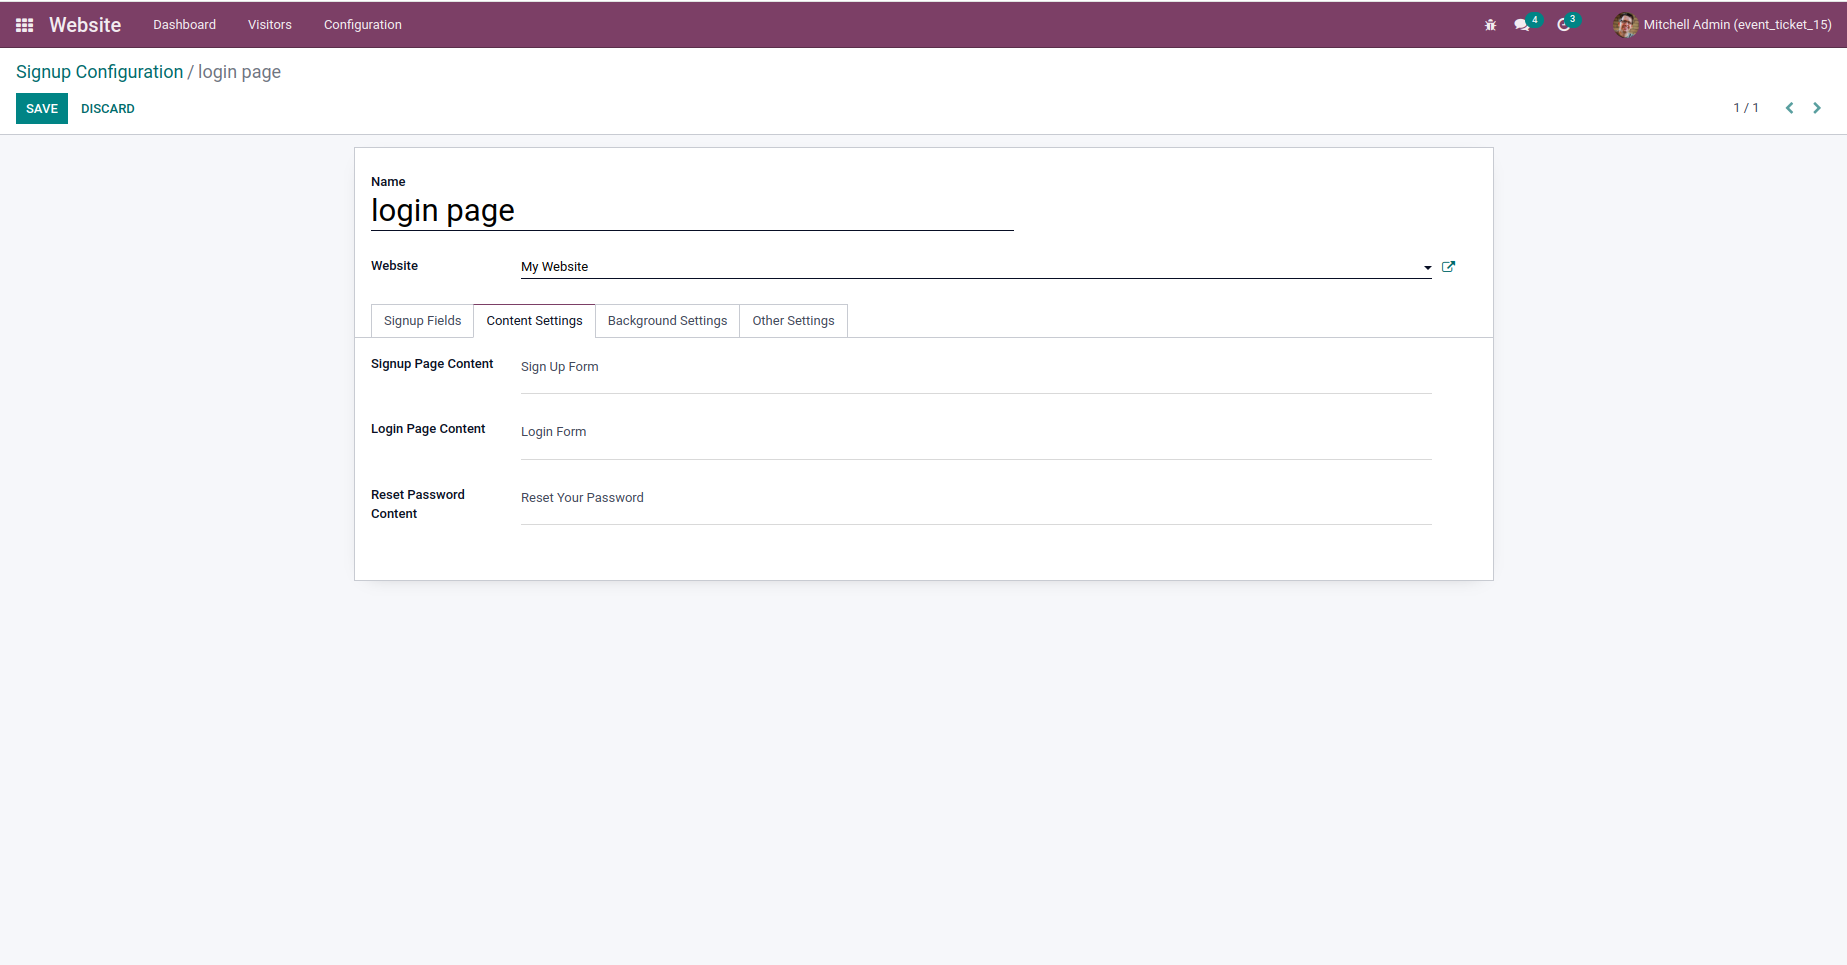 Website Dashboard Visitors Configuration 4 3 Mitchell Admin (event_ticket_15)
Signup Configuration / login page
SAVE DISCARD 1 / 1
Name
login page
Website My Website
Signup Fields Content Settings Background Settings Other Settings
Signup Page Content Sign Up Form
Login Page Content Login Form
Reset Password Reset Your Password
Content